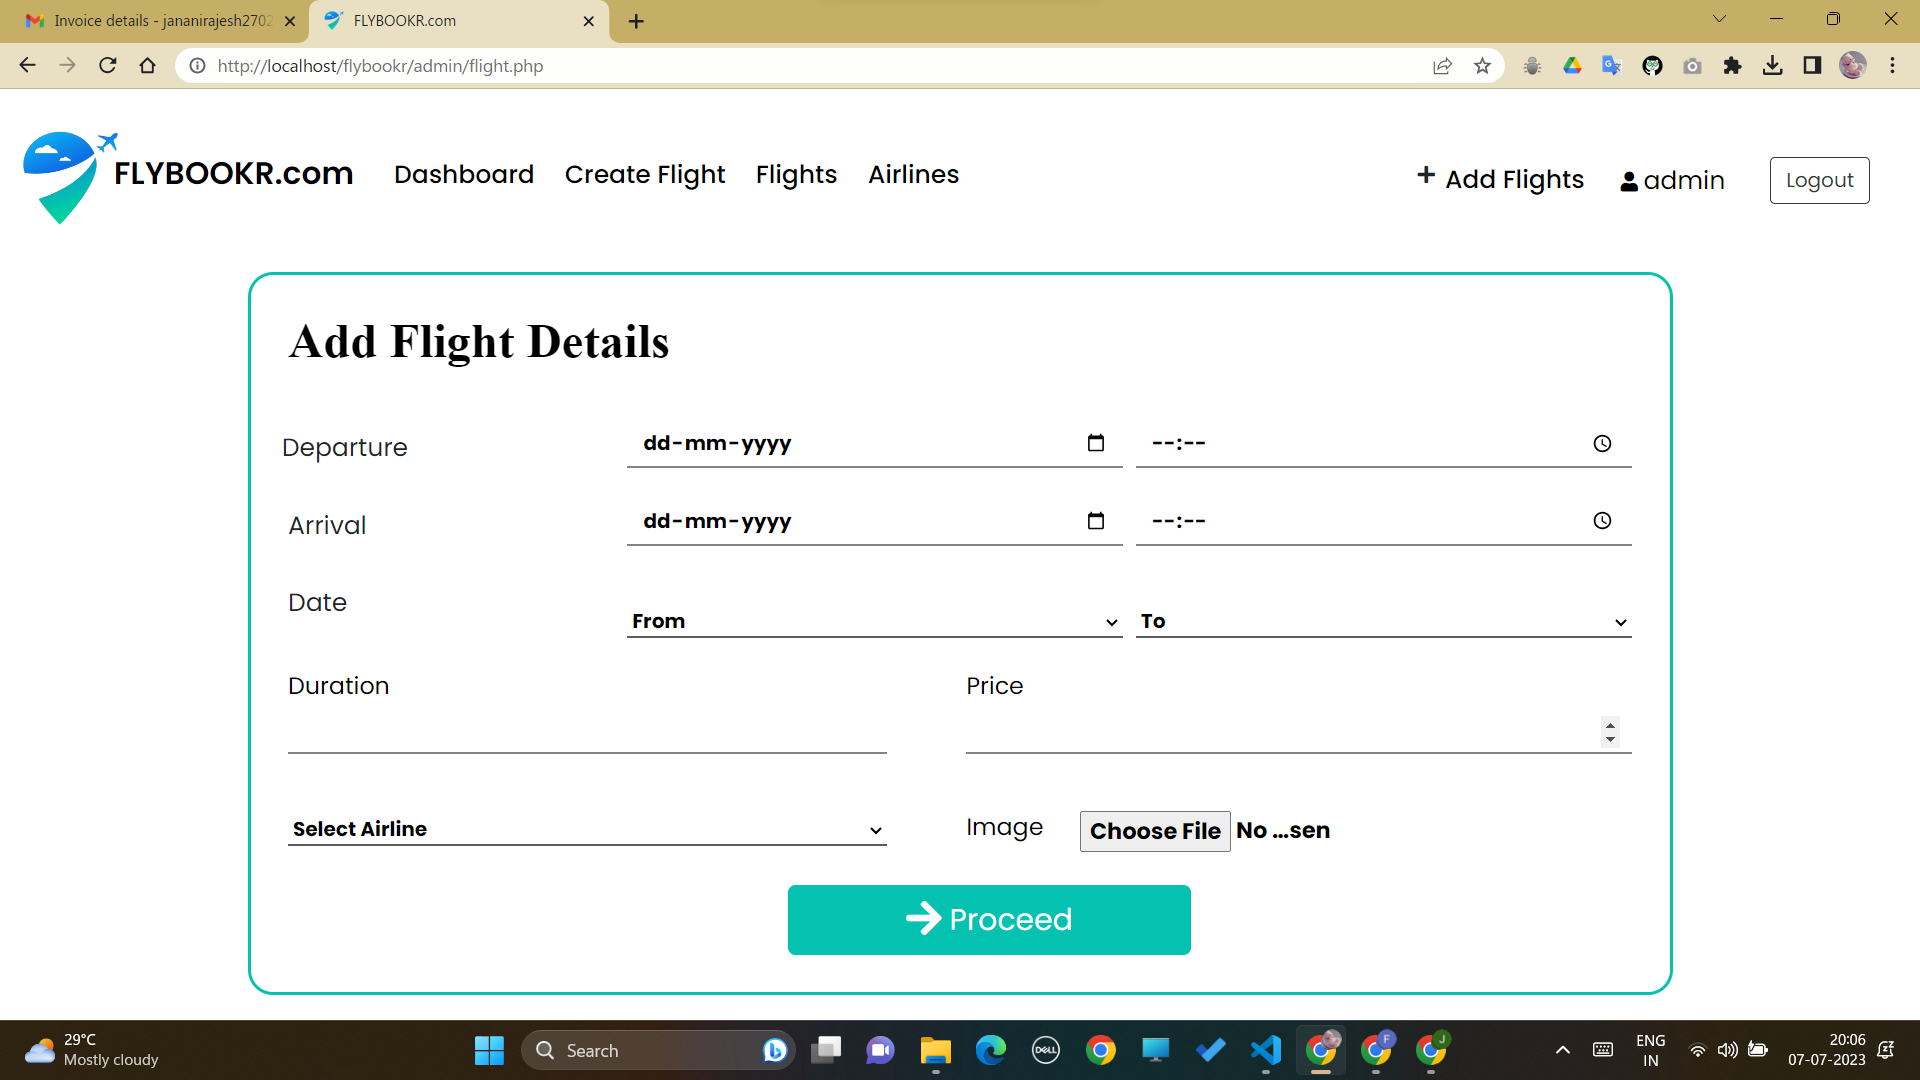 Invoice details - jananirajesh2702
FLYBOOKR.com
http://localhost/flybookr/admin/flight.php
FLYBOOKR.com
Dashboard
Create Flight
Flights
Airlines
+ Add Flights
admin
Logout
Add Flight Details
Departure
dd-mm-yyyy
--:--
Arrival
dd-mm-yyyy
--:--
Date
From
To
Duration
Price
Select Airline
Image
Choose File No ...sen
Proceed
29°C
Mostly cloudy
Search
DELL
F
J
ENG
IN
20:06
07-07-2023